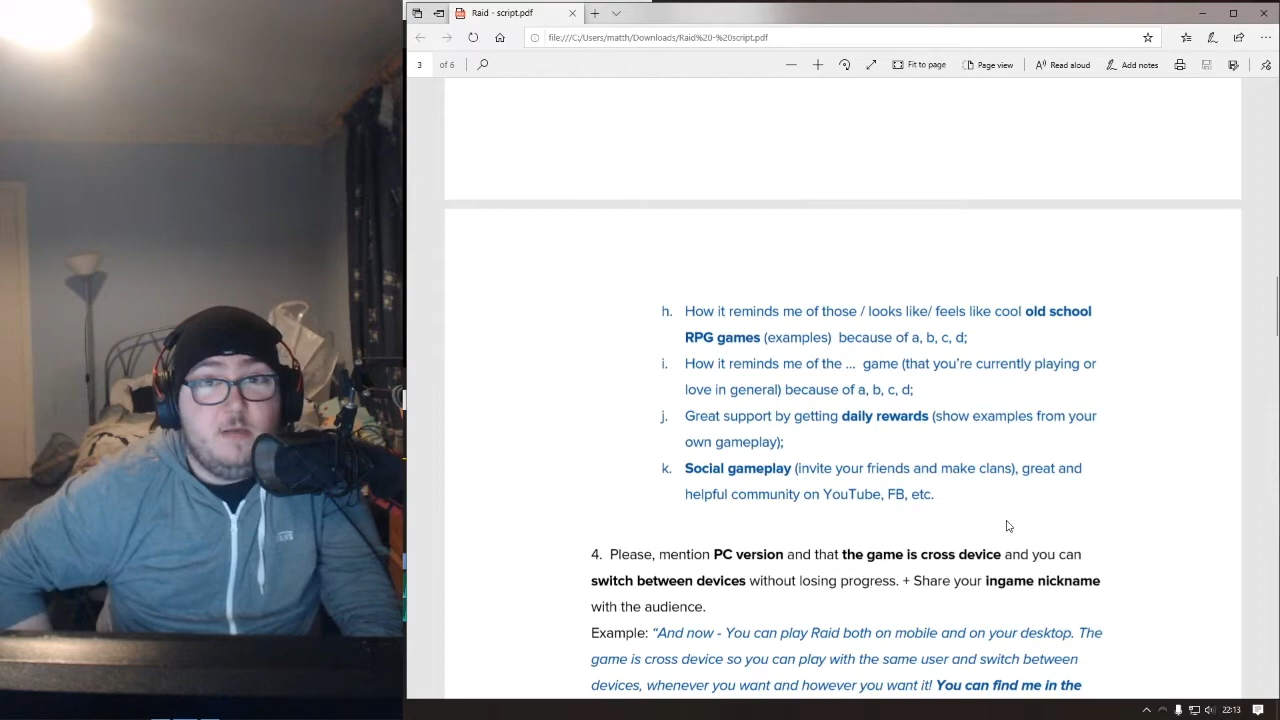 Raid - script.pdf
file:///C:/Users/matth/Downloads/Raid%20-%20script.pdf
3 of 6
Fit to page
Page view
Read aloud
Add notes
h. How it reminds me of those / looks like/ feels like cool old school
RPG games (examples)  because of a, b, c, d;
i. How it reminds me of the ...  game (that you're currently playing or
love in general) because of a, b, c, d;
j. Great support by getting daily rewards (show examples from your
own gameplay);
k. Social gameplay (invite your friends and make clans), great and
helpful community on YouTube, FB, etc.
4.  Please, mention PC version and that the game is cross device and you can
switch between devices without losing progress. + Share your ingame nickname
with the audience.
Example: “And now - You can play Raid both on mobile and on your desktop. The
game is cross device so you can play with the same user and switch between
devices, whenever you want and however you want it! You can find me in the
22:13